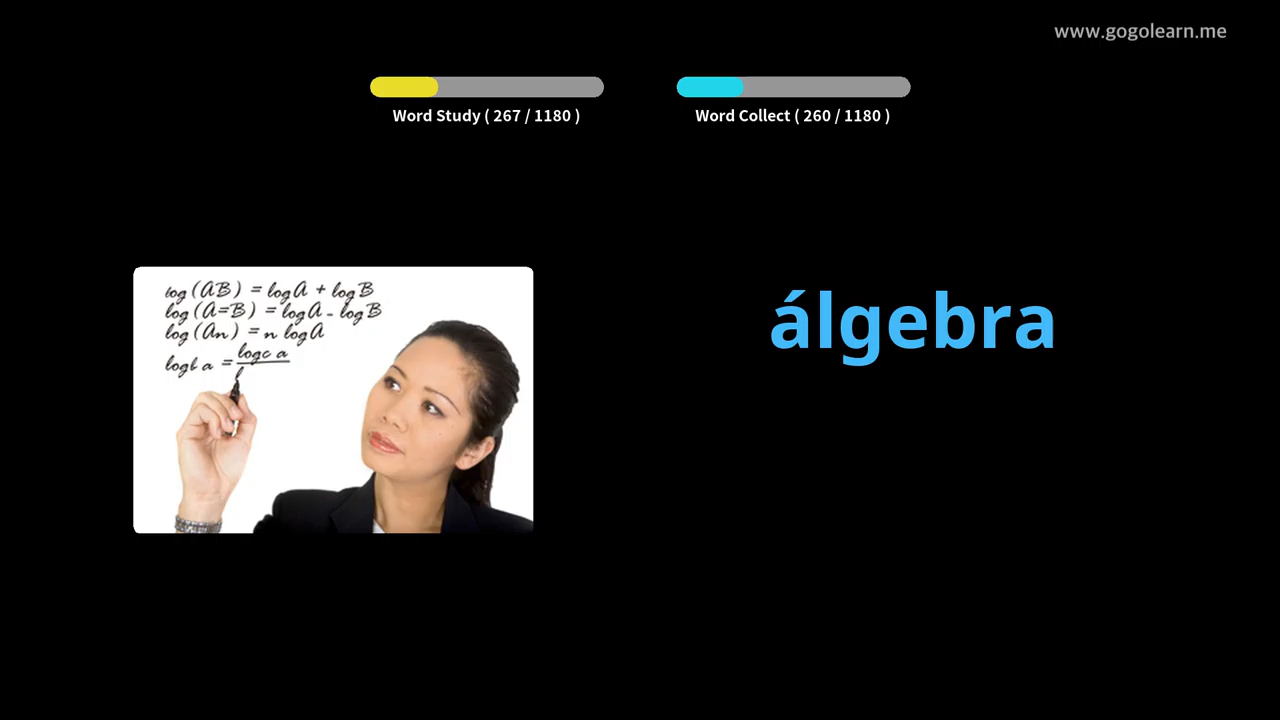 www.gogolearn.me
Word Study ( 267 / 1180 )
Word Collect ( 260 / 1180 )
log (AB) = log A + log B
log (A=B) = log A - log B
log (An) = n log A
logb a = logc a
álgebra